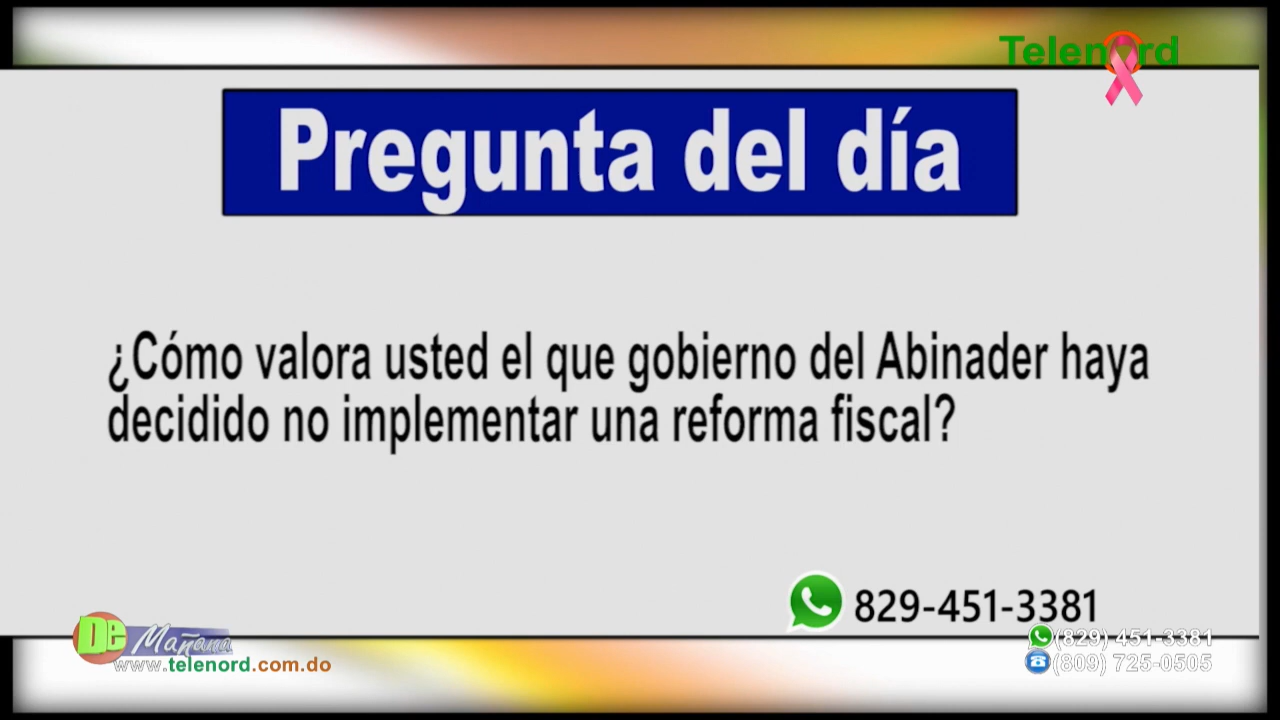 Telenord
Pregunta del día
¿Cómo valora usted el que gobierno del Abinader haya
decidido no implementar una reforma fiscal?
829-451-3381
De Mañana
www.telenord.com.do
(829) 451-3381
(809) 725-0505